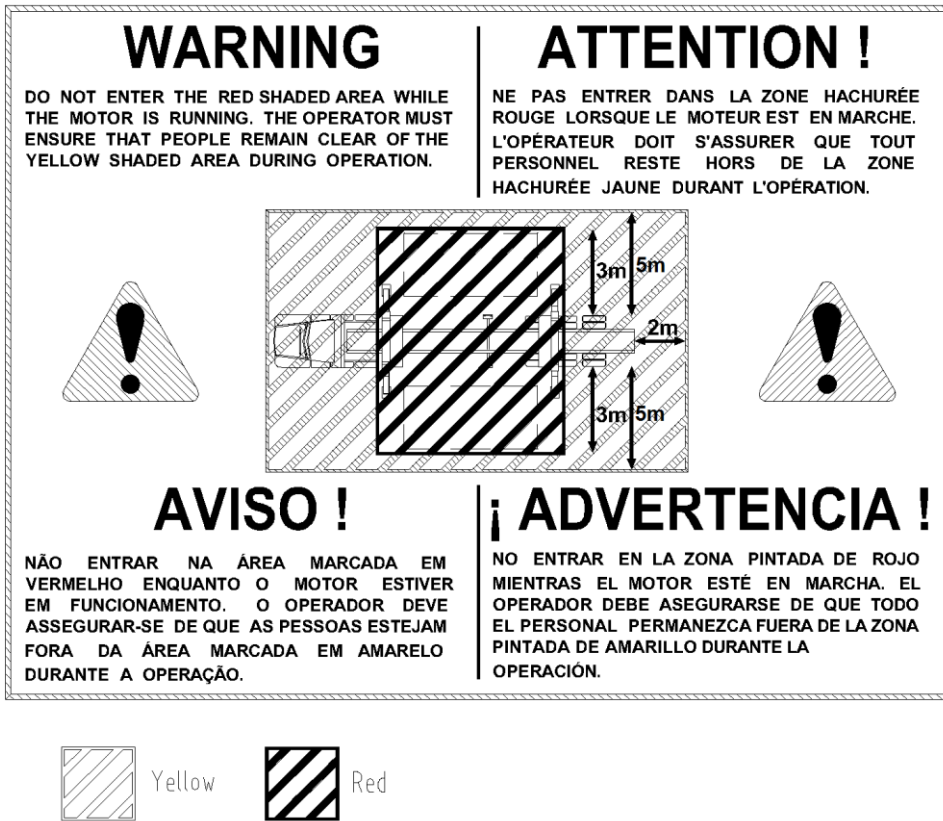 WARNING
DO NOT ENTER THE RED SHADED AREA WHILE
THE MOTOR IS RUNNING. THE OPERATOR MUST
ENSURE THAT PEOPLE REMAIN CLEAR OF THE
YELLOW SHADED AREA DURING OPERATION.
ATTENTION !
NE PAS ENTRER DANS LA ZONE HACHURÉE
ROUGE LORSQUE LE MOTEUR EST EN MARCHE.
L'OPÉRATEUR DOIT S'ASSURER QUE TOUT
PERSONNEL RESTE HORS DE LA ZONE
HACHURÉE JAUNE DURANT L'OPÉRATION.
3m 5m
2m
3m 5m
AVISO !
NÃO ENTRAR NA ÁREA MARCADA EM
VERMELHO ENQUANTO O MOTOR ESTIVER
EM FUNCIONAMENTO. O OPERADOR DEVE
ASSEGURAR-SE DE QUE AS PESSOAS ESTEJAM
FORA DA ÁREA MARCADA EM AMARELO
DURANTE A OPERAÇÃO.
¡ ADVERTENCIA !
NO ENTRAR EN LA ZONA PINTADA DE ROJO
MIENTRAS EL MOTOR ESTÉ EN MARCHA. EL
OPERADOR DEBE ASEGURARSE DE QUE TODO
EL PERSONAL PERMANEZCA FUERA DE LA ZONA
PINTADA DE AMARILLO DURANTE LA
OPERACIÓN.
Yellow
Red